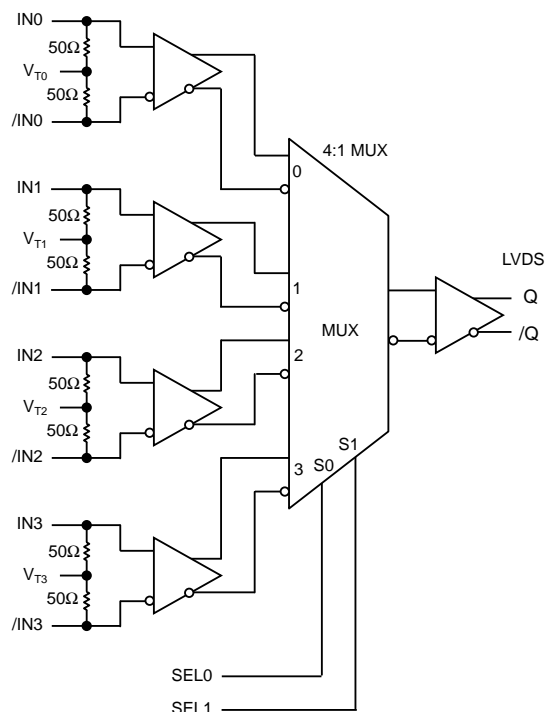 IN0
50Ω
VT0
50Ω
/IN0
4:1 MUX
0
IN1
50Ω
VT1
50Ω
/IN1
1
LVDS
Q
/Q
MUX
IN2
50Ω
VT2
50Ω
/IN2
2
S1
S0
3
IN3
50Ω
VT3
50Ω
/IN3
SEL0
SEL1